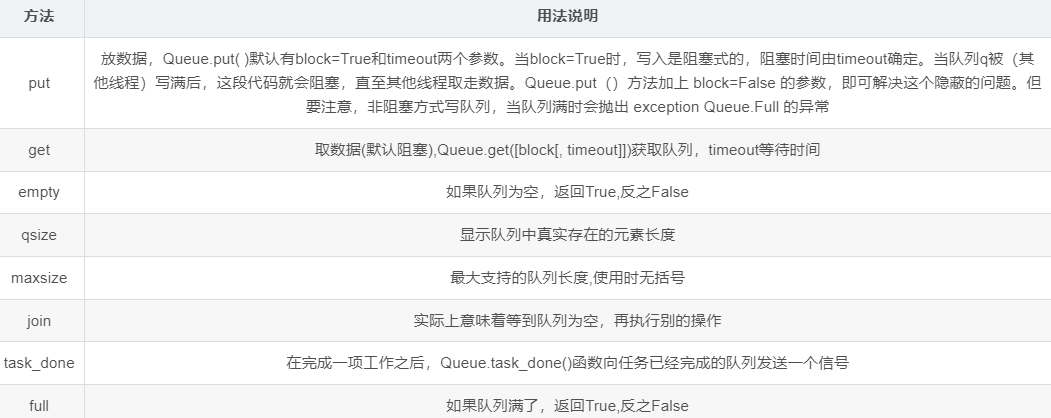 方法 用法说明
放数据，Queue.put( )默认有block=True和timeout两个参数。当block=True时，写入是阻塞式的，阻塞时间由timeout确定。当队列q被（其
put 他线程）写满后，这段代码就会阻塞，直至其他线程取走数据。Queue.put（）方法加上 block=False 的参数，即可解决这个隐蔽的问题。但
要注意，非阻塞方式写队列，当队列满时会抛出 exception Queue.Full 的异常
get 取数据(默认阻塞),Queue.get([block[, timeout]])获取队列，timeout等待时间
empty 如果队列为空，返回True,反之False
qsize 显示队列中真实存在的元素长度
maxsize 最大支持的队列长度,使用时无括号
join 实际上意味着等到队列为空，再执行别的操作
task_done 在完成一项工作之后，Queue.task_done()函数向任务已经完成的队列发送一个信号
full 如果队列满了，返回True,反之False